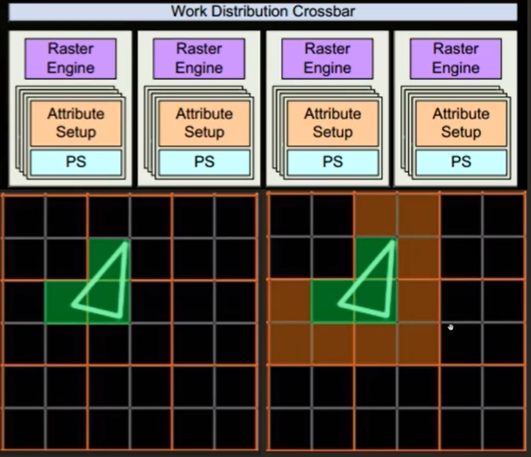 Work Distribution Crossbar
Raster
Engine
Attribute
Setup
PS
Raster
Engine
Attribute
Setup
PS
Raster
Engine
Attribute
Setup
PS
Raster
Engine
Attribute
Setup
PS